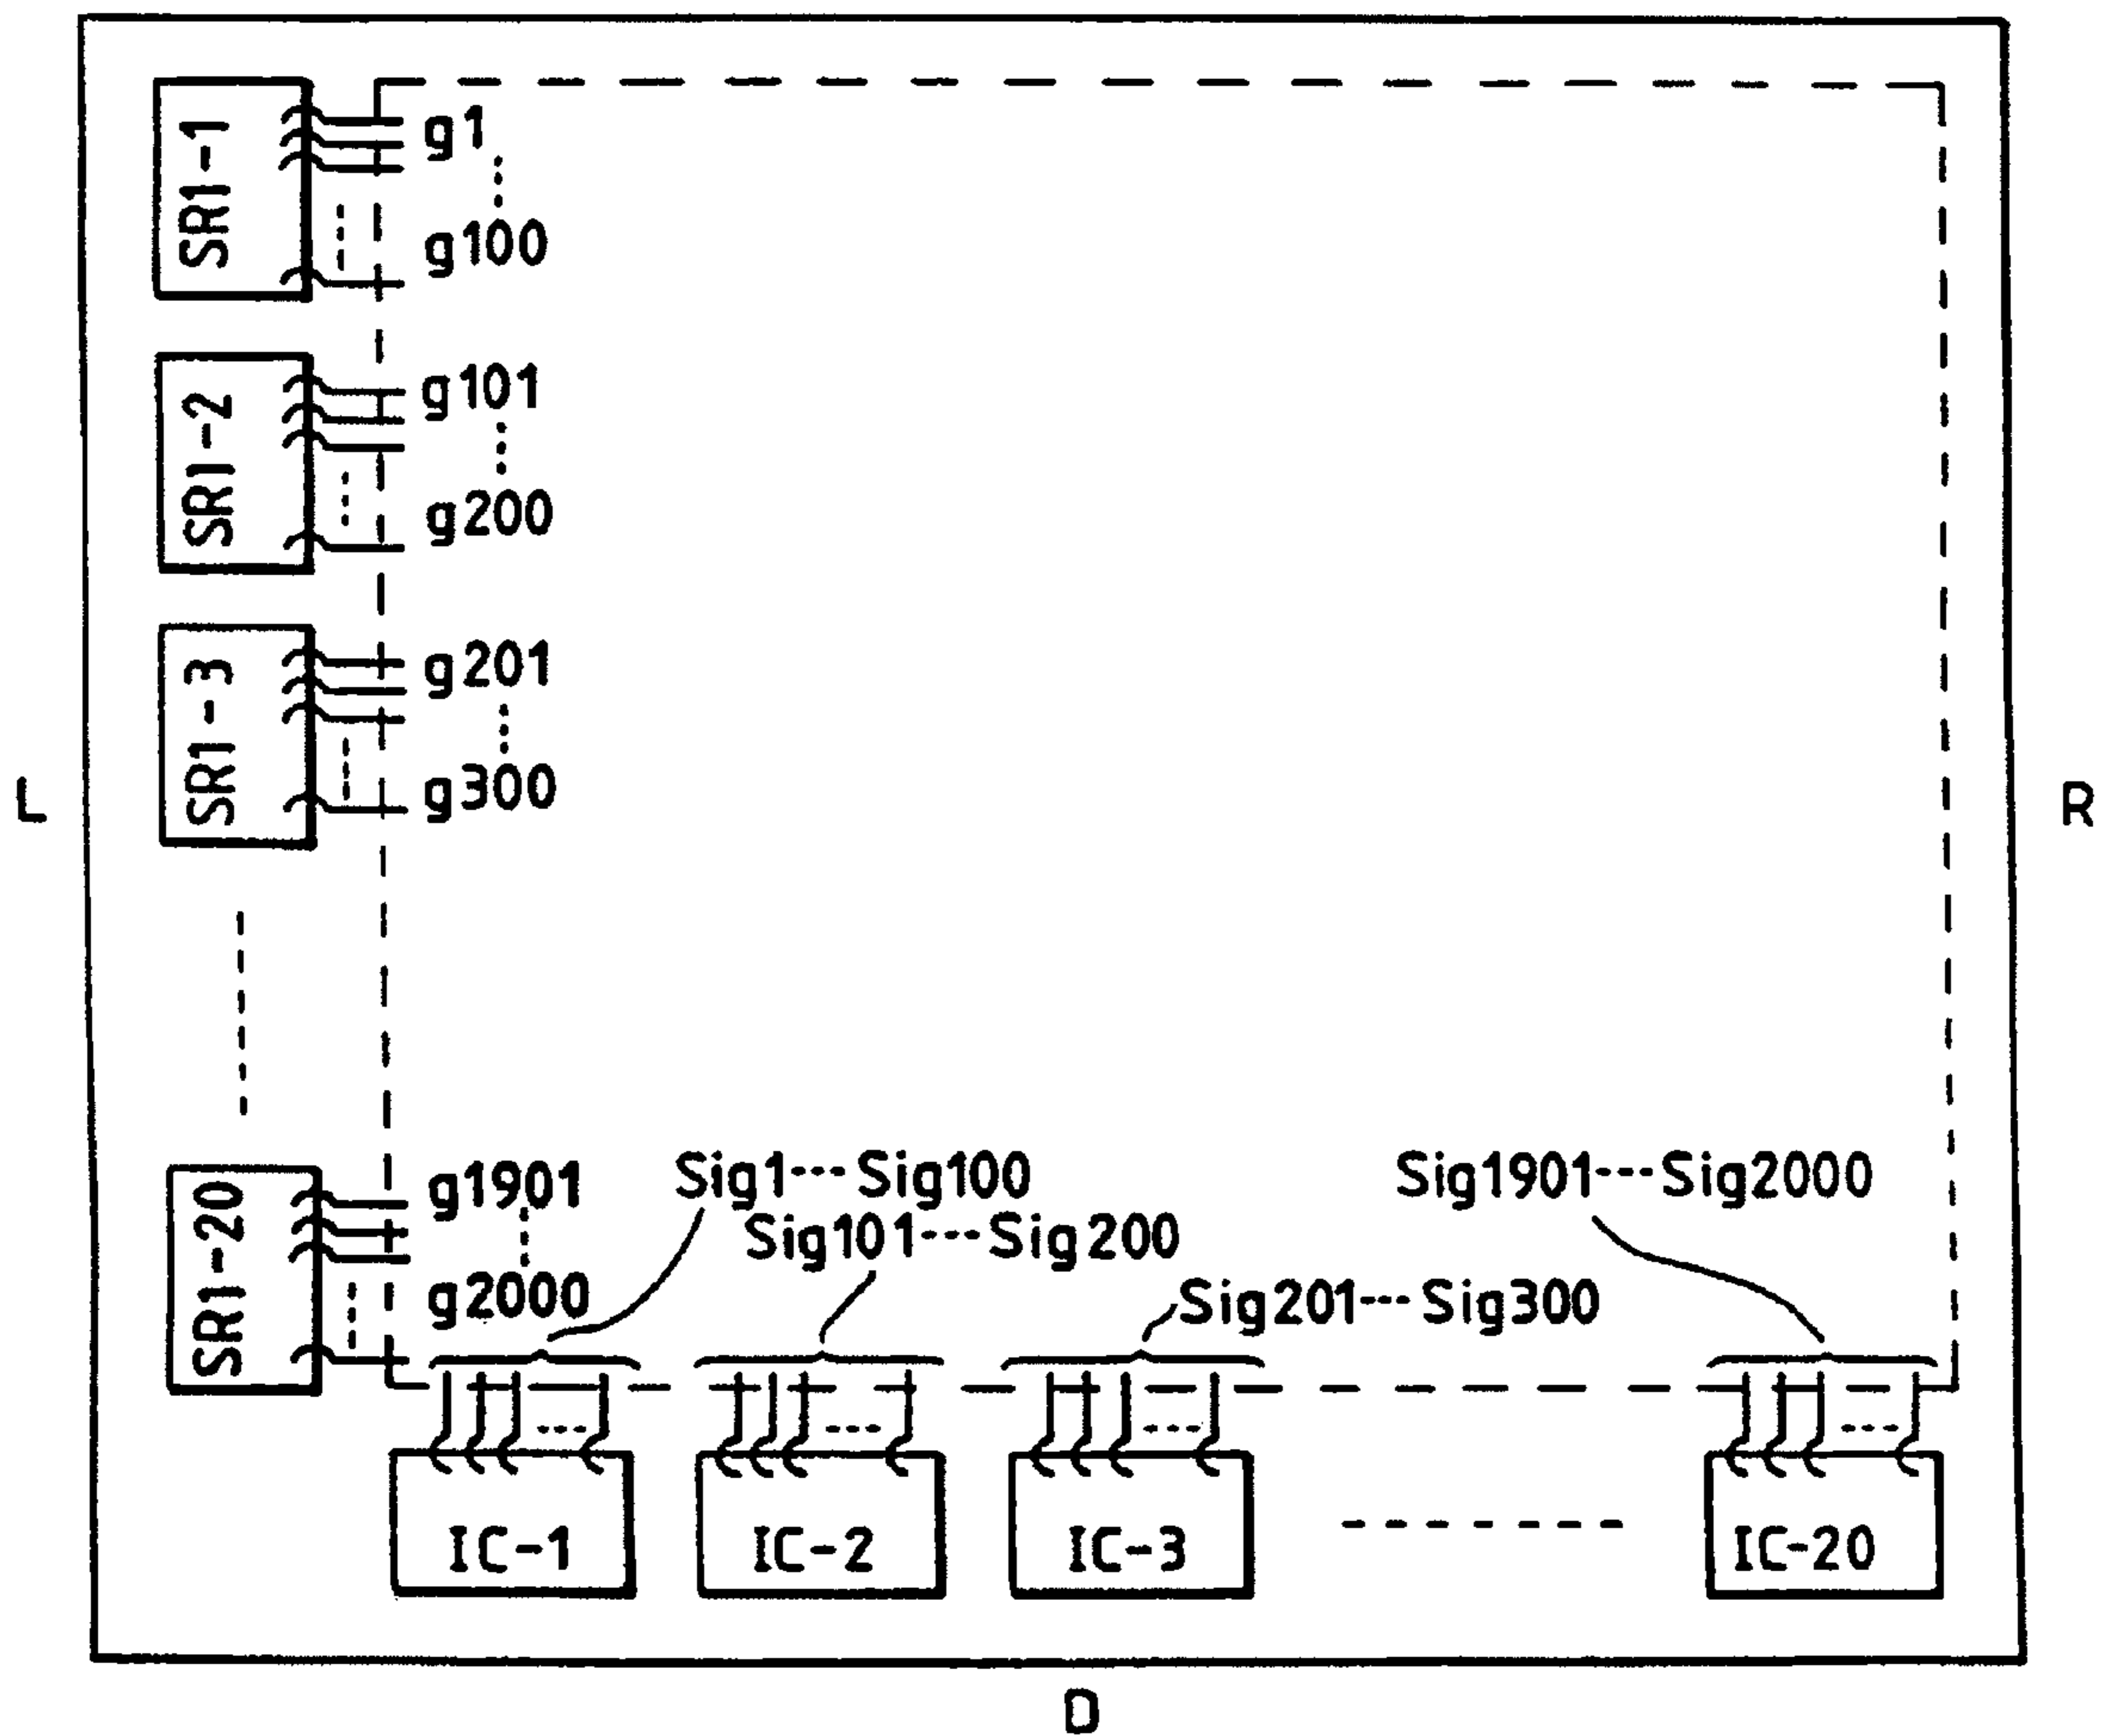 SR1-1
g1
g100
SR1-2
g101
g200
SR1-3
g201
g300
L
R
SR1-20
g1901
g2000
Sig1---Sig100
Sig101---Sig200
Sig201---Sig300
Sig1901---Sig2000
IC-1
IC-2
IC-3
IC-20
D